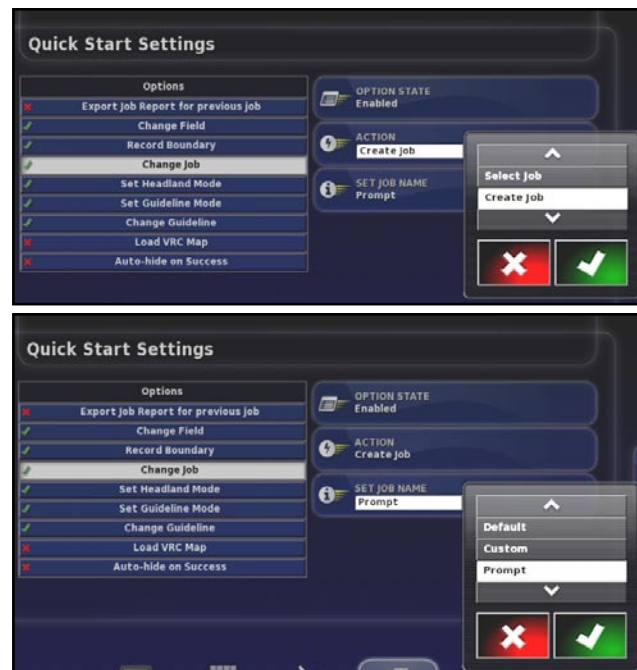 Quick Start Settings
Options
Export Job Report for previous job
Change Field
Record Boundary
Change Job
Set Headland Mode
Set Guideline Mode
Change Guideline
Load VRC Map
Auto-hide on Success
OPTION STATE
Enabled
ACTION
Create Job
SET JOB NAME
Prompt
Select Job
Create Job
Quick Start Settings
Options
Export Job Report for previous job
Change Field
Record Boundary
Change Job
Set Headland Mode
Set Guideline Mode
Change Guideline
Load VRC Map
Auto-hide on Success
OPTION STATE
Enabled
ACTION
Create Job
SET JOB NAME
Prompt
Default
Custom
Prompt